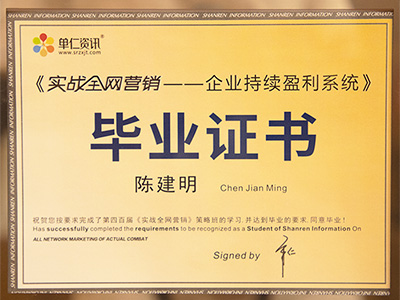 单仁资讯
www.srzxjt.com
《实战全网营销——企业持续盈利系统》
毕业证书
陈建明 Chen Jian Ming
祝贺您按要求完成了第四百届《实战全网营销》策略班的学习,并达到毕业的要求,同意毕业!
Has successfully completed the requirements to be recognized as a Student of Shanren Information On
ALL NETWORK MARKETING OF ACTUAL COMBAT
Signed by 单仁